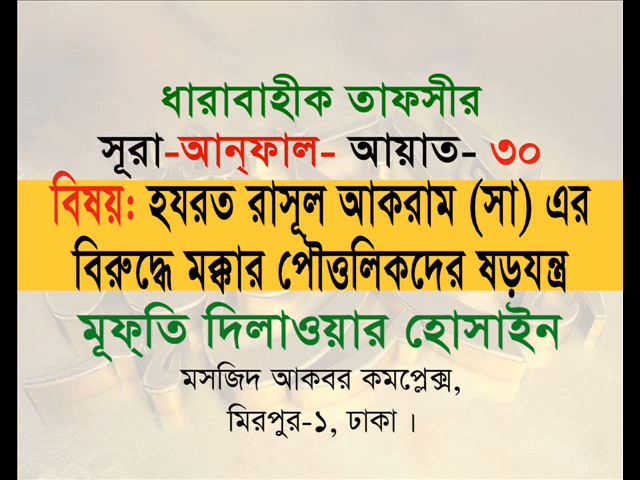 ধারাবাহীক তাফসীর
সূরা-আন্‌ফাল- আয়াত- ৩০
বিষয়: হযরত রাসূল আকরাম (সা) এর
বিরুদ্ধে মক্কার পৌত্তলিকদের ষড়যন্ত্র
মূফ্‌তি দিলাওয়ার হোসাইন
মসজিদ আকবর কমপ্লেক্স,
মিরপুর-১, ঢাকা ।